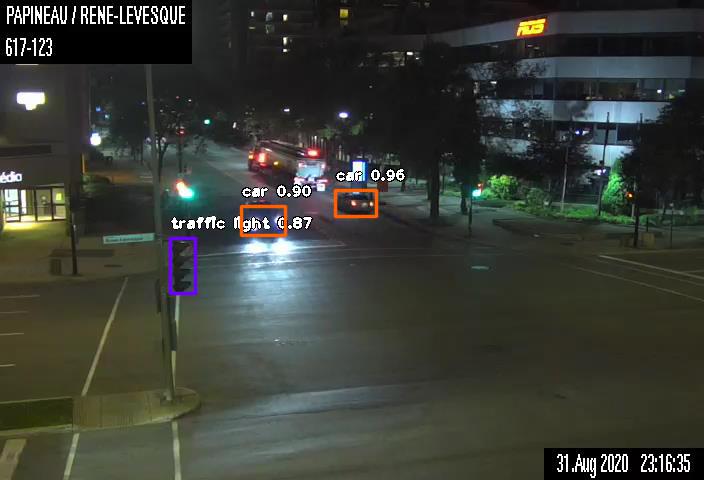 PAPINEAU / RENE-LEVESQUE
617-123
car 0.96
car 0.90
traffic light 0.87
31.Aug 2020 23:16:35